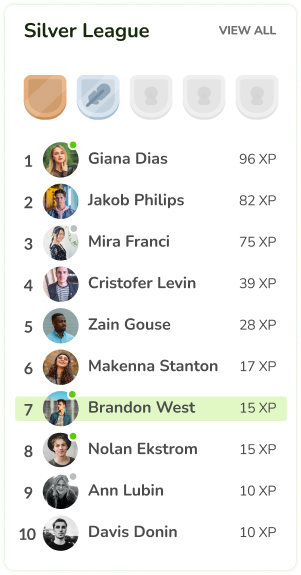 Silver League VIEW ALL
1 Giana Dias 96 XP
2 Jakob Philips 82 XP
3 Mira Franci 75 XP
4 Cristofer Levin 39 XP
5 Zain Gouse 28 XP
6 Makenna Stanton 17 XP
7 Brandon West 15 XP
8 Nolan Ekstrom 15 XP
9 Ann Lubin 10 XP
10 Davis Donin 10 XP